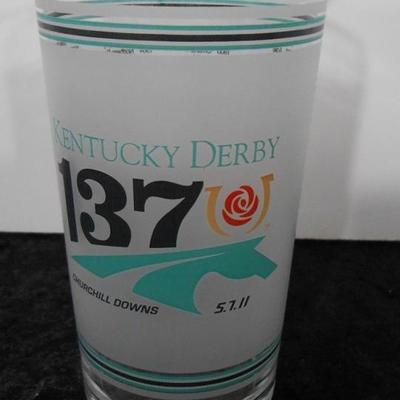 KENTUCKY DERBY
137
CHURCHILL DOWNS
5.7.11